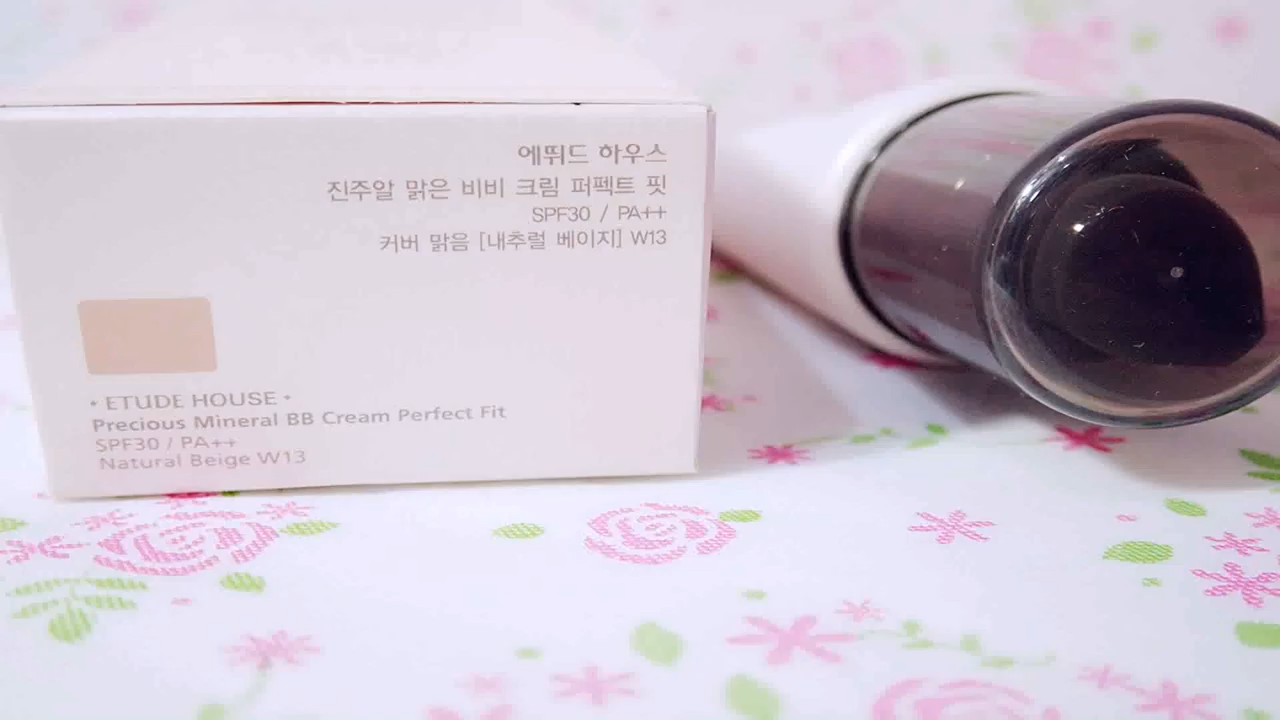 에뛰드 하우스
진주알 맑은 비비 크림 퍼펙트 핏
SPF30 / PA++
커버 맑음 [내추럴 베이지] W13
• ETUDE HOUSE •
Precious Mineral BB Cream Perfect Fit
SPF30 / PA++
Natural Beige W13